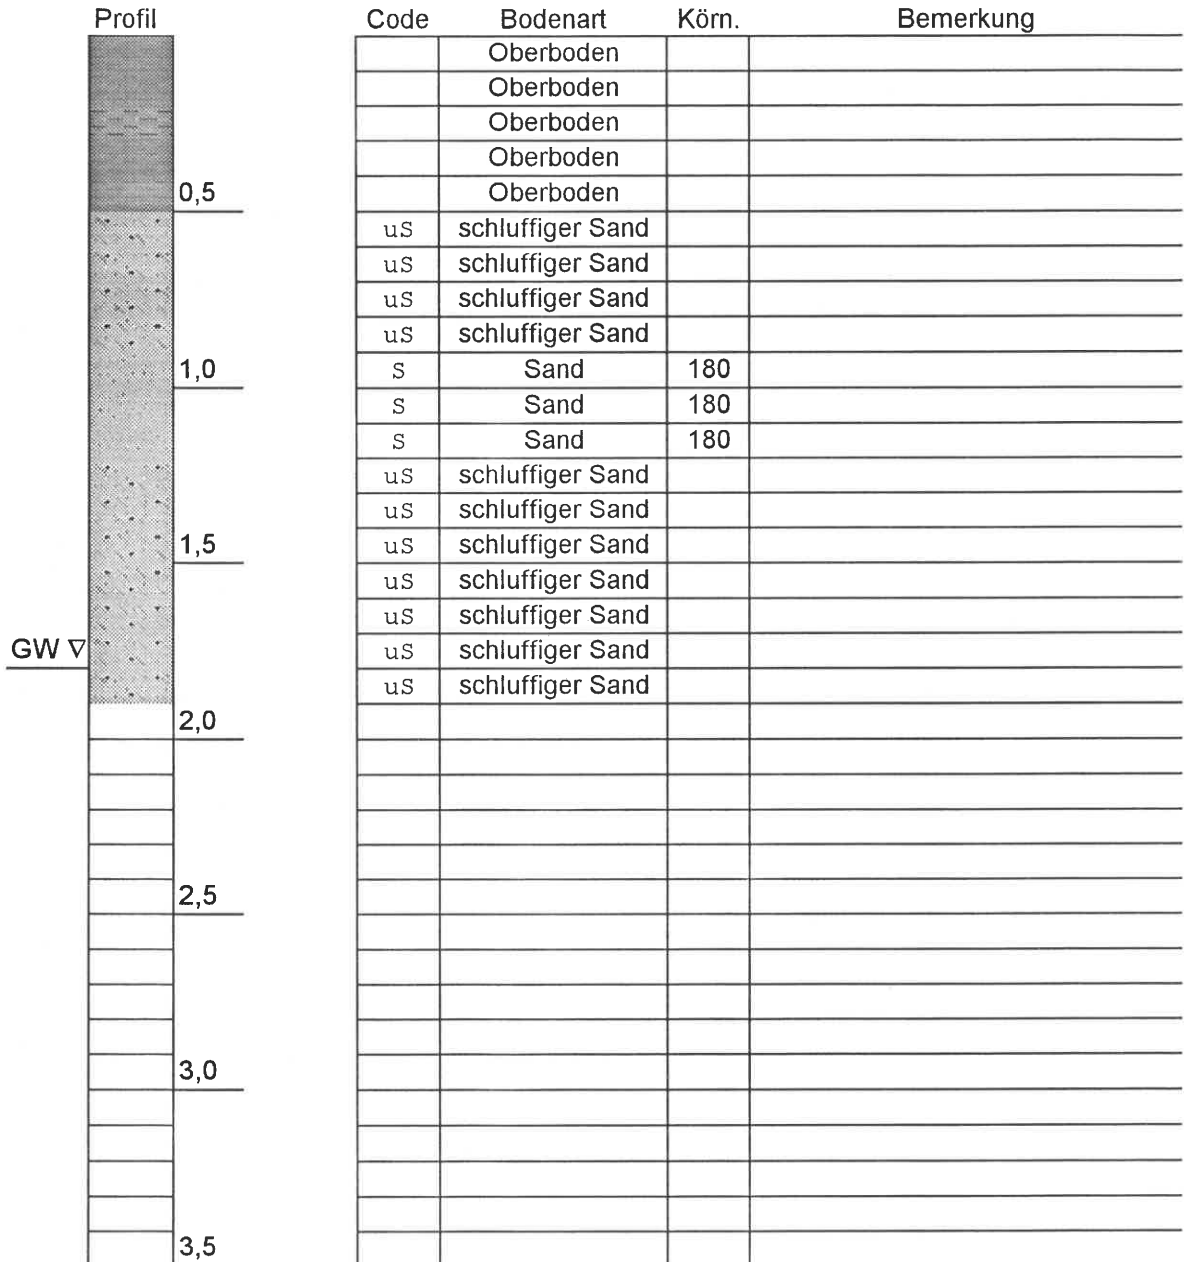 Profil Code Bodenart Körn. Bemerkung
Oberboden
Oberboden
Oberboden
Oberboden
0,5 Oberboden
uS schluffiger Sand
uS schluffiger Sand
uS schluffiger Sand
uS schluffiger Sand
1,0 S Sand 180
S Sand 180
S Sand 180
uS schluffiger Sand
uS schluffiger Sand
1,5 uS schluffiger Sand
uS schluffiger Sand
uS schluffiger Sand
GW ∇ uS schluffiger Sand
uS schluffiger Sand
2,0
2,5
3,0
3,5